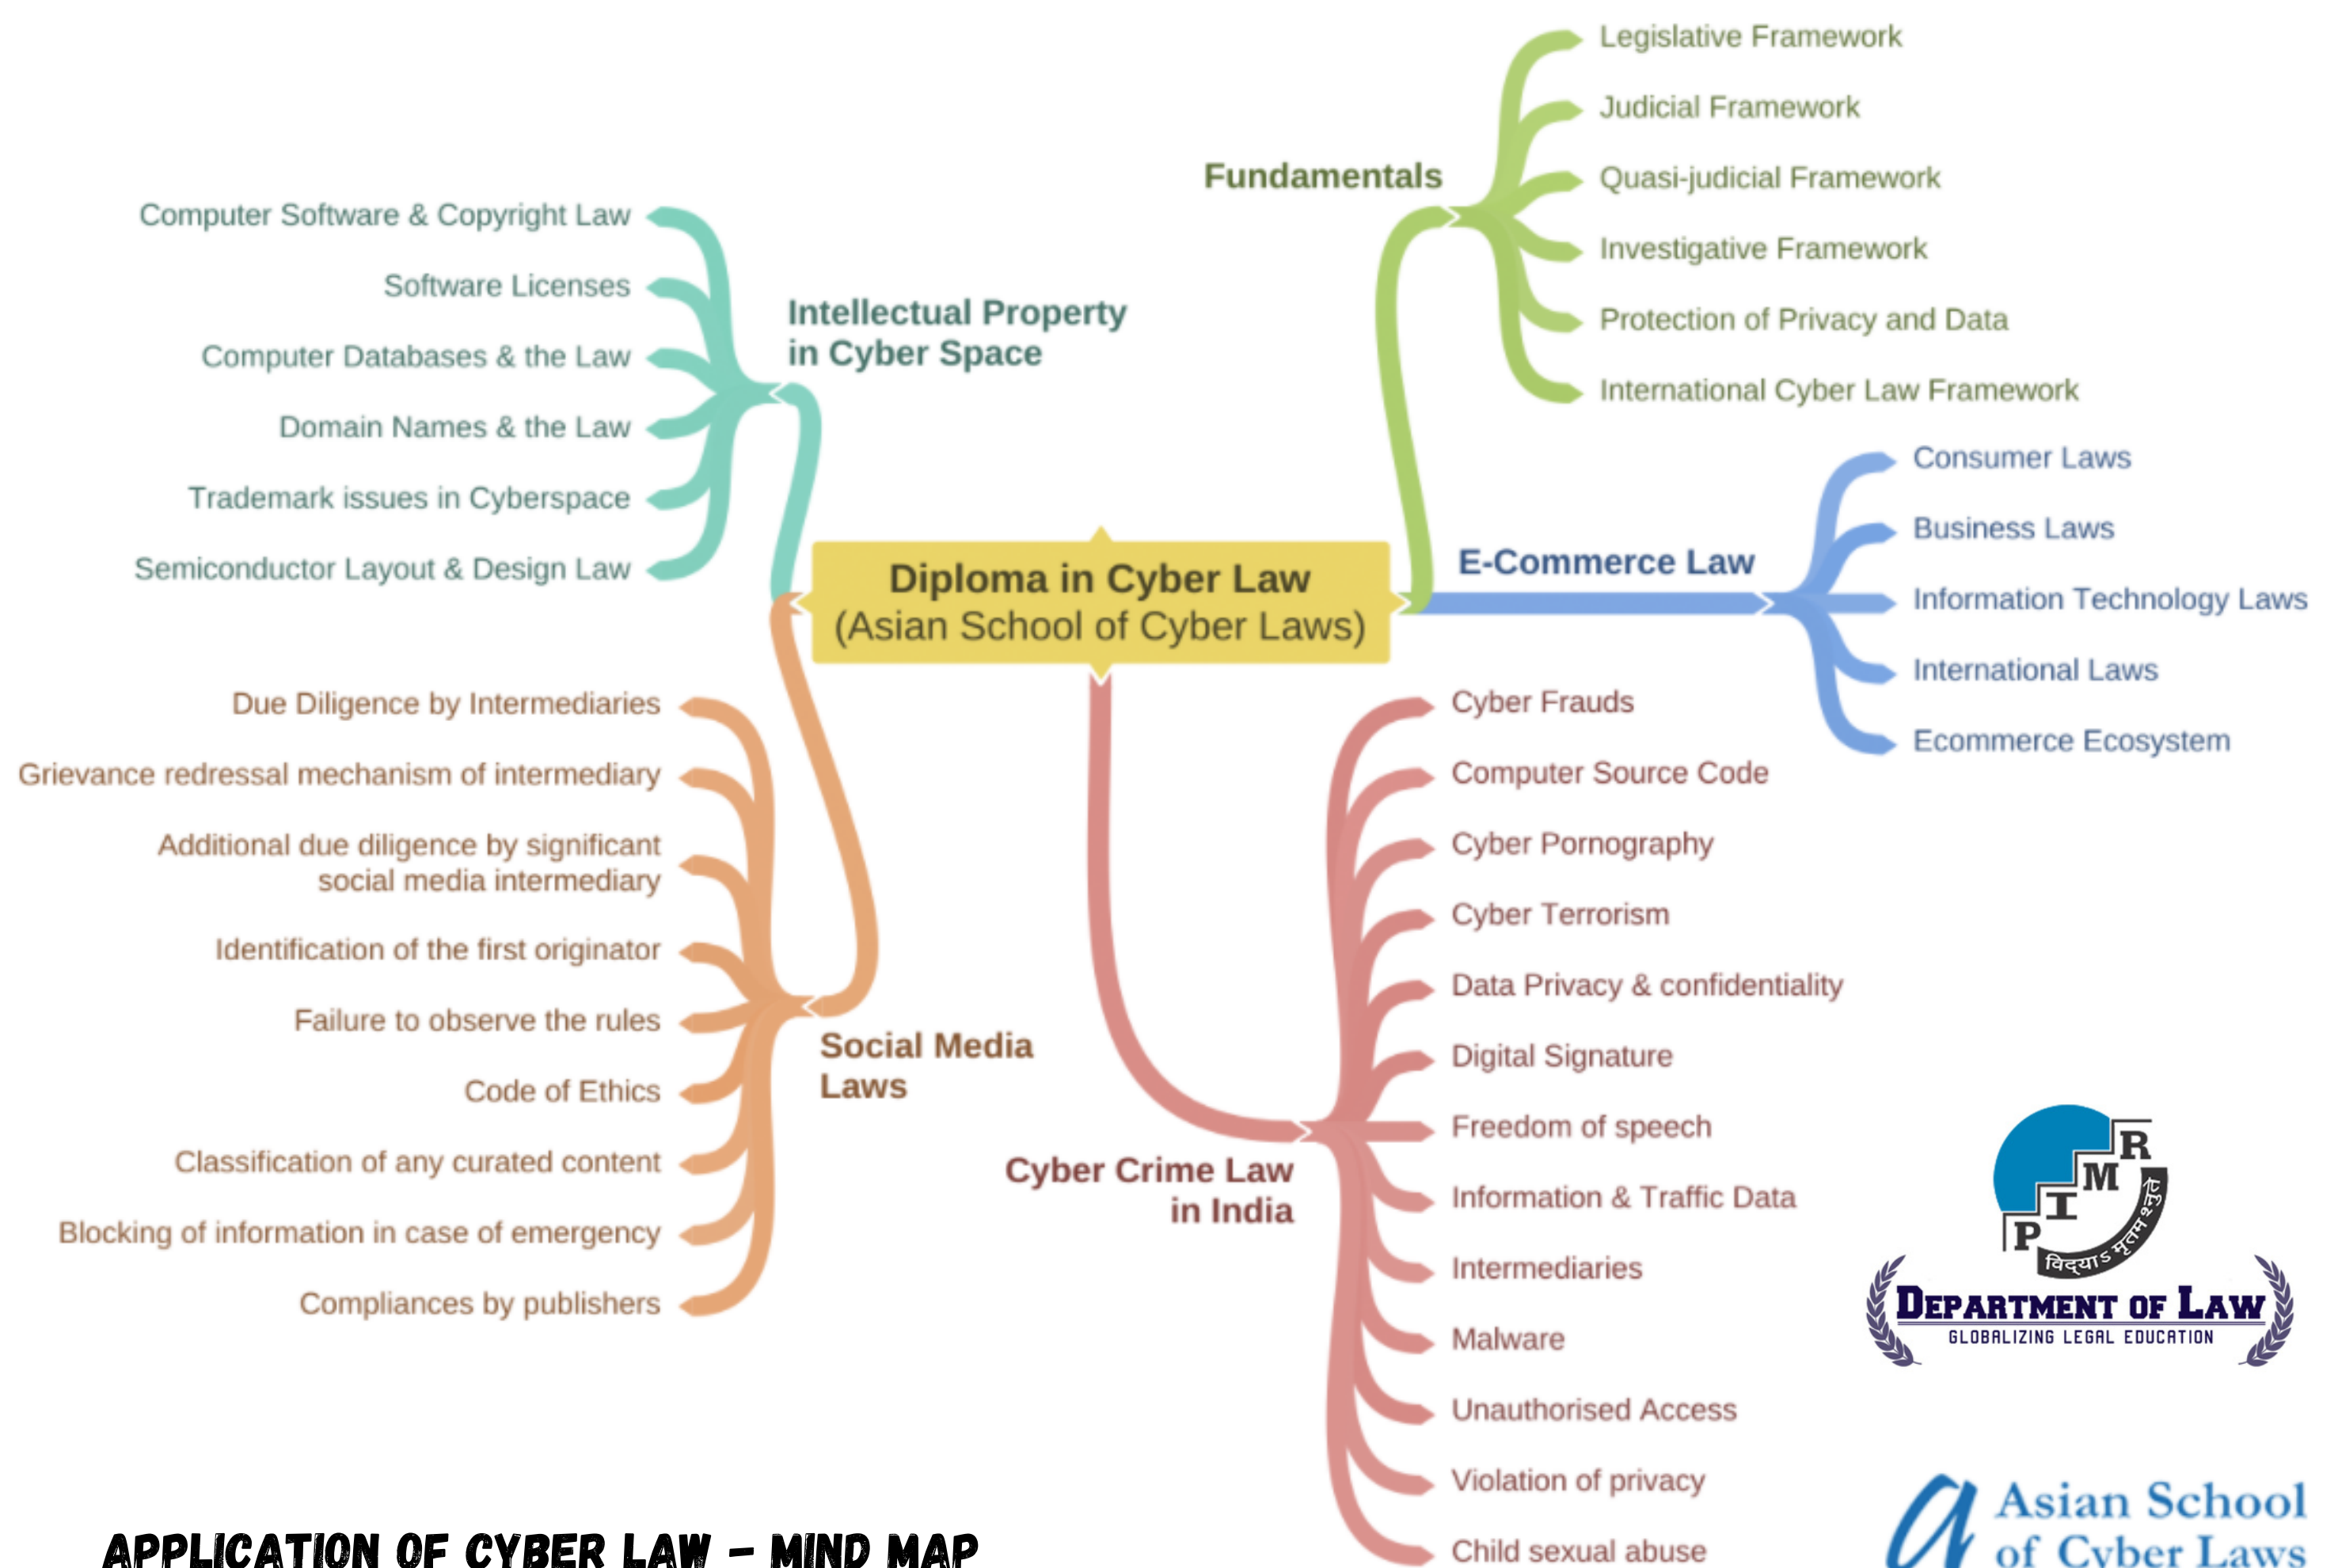 Diploma in Cyber Law
(Asian School of Cyber Laws)
Fundamentals
Legislative Framework
Judicial Framework
Quasi-judicial Framework
Investigative Framework
Protection of Privacy and Data
International Cyber Law Framework
E-Commerce Law
Consumer Laws
Business Laws
Information Technology Laws
International Laws
Ecommerce Ecosystem
Cyber Crime Law
in India
Cyber Frauds
Computer Source Code
Cyber Pornography
Cyber Terrorism
Data Privacy & confidentiality
Digital Signature
Freedom of speech
Information & Traffic Data
Intermediaries
Malware
Unauthorised Access
Violation of privacy
Child sexual abuse
Intellectual Property
in Cyber Space
Computer Software & Copyright Law
Software Licenses
Computer Databases & the Law
Domain Names & the Law
Trademark issues in Cyberspace
Semiconductor Layout & Design Law
Social Media
Laws
Due Diligence by Intermediaries
Grievance redressal mechanism of intermediary
Additional due diligence by significant
social media intermediary
Identification of the first originator
Failure to observe the rules
Code of Ethics
Classification of any curated content
Blocking of information in case of emergency
Compliances by publishers
PIMR
विद्याऽमृतमश्नुते
DEPARTMENT OF LAW
GLOBALIZING LEGAL EDUCATION
Asian School
of Cyber Laws
APPLICATION OF CYBER LAW – MIND MAP